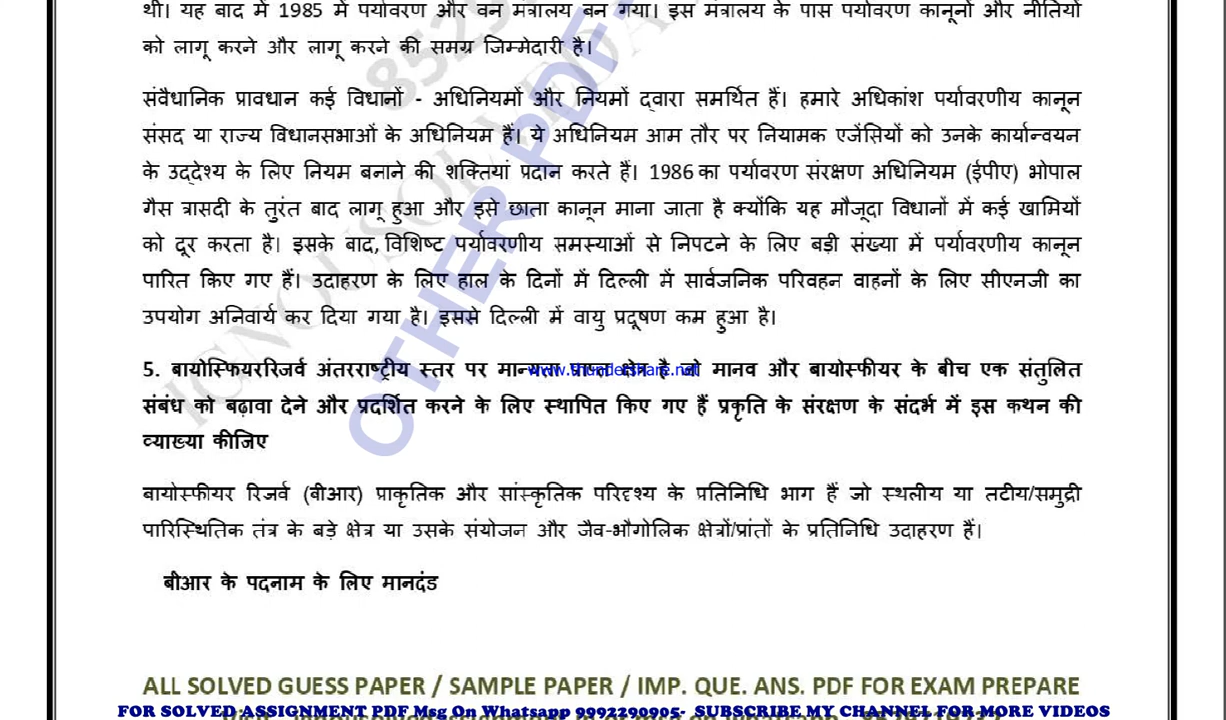 थी। यह बाद में 1985 में पर्यावरण और वन मंत्रालय बन गया। इस मंत्रालय के पास पर्यावरण कानूनों और नीतियों
को लागू करने और लागू करने की समग्र जिम्मेदारी है।
संवैधानिक प्रावधान कई विधानों - अधिनियमों और नियमों द्वारा समर्थित हैं। हमारे अधिकांश पर्यावरणीय कानून
संसद या राज्य विधानसभाओं के अधिनियम हैं। ये अधिनियम आम तौर पर नियामक एजेंसियों को उनके कार्यान्वयन
के उद्देश्य के लिए नियम बनाने की शक्तियां प्रदान करते हैं। 1986 का पर्यावरण संरक्षण अधिनियम (ईपीए) भोपाल
गैस त्रासदी के तुरंत बाद लागू हुआ और इसे छाता कानून माना जाता है क्योंकि यह मौजूदा विधानों में कई खामियों
को दूर करता है। इसके बाद, विशिष्ट पर्यावरणीय समस्याओं से निपटने के लिए बड़ी संख्या में पर्यावरणीय कानून
पारित किए गए हैं। उदाहरण के लिए हाल के दिनों में दिल्ली में सार्वजनिक परिवहन वाहनों के लिए सीएनजी का
उपयोग अनिवार्य कर दिया गया है। इससे दिल्ली में वायु प्रदूषण कम हुआ है।
5. बायोस्फियररिजर्व अंतरराष्ट्रीय स्तर पर मान्यता प्राप्त क्षेत्र है जो मानव और बायोस्फीयर के बीच एक संतुलित
www.thundershare.net
संबंध को बढ़ावा देने और प्रदर्शित करने के लिए स्थापित किए गए हैं प्रकृति के संरक्षण के संदर्भ में इस कथन की
व्याख्या कीजिए
बायोस्फीयर रिजर्व (बीआर) प्राकृतिक और सांस्कृतिक परिदृश्य के प्रतिनिधि भाग हैं जो स्थलीय या तटीय/समुद्री
पारिस्थितिक तंत्र के बड़े क्षेत्र या उसके संयोजन और जैव-भौगोलिक क्षेत्रों/प्रांतों के प्रतिनिधि उदाहरण हैं।
बीआर के पदनाम के लिए मानदंड
OTHER PDF
ALL SOLVED GUESS PAPER / SAMPLE PAPER / IMP. QUE. ANS. PDF FOR EXAM PREPARE
FOR SOLVED ASSIGNMENT PDF Msg On Whatsapp 9992290905- SUBSCRIBE MY CHANNEL FOR MORE VIDEOS